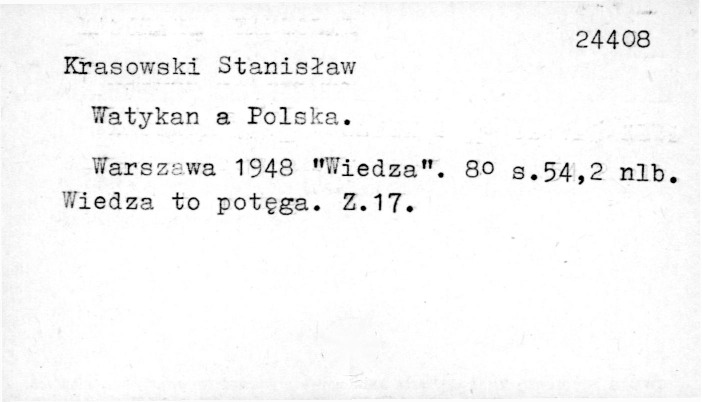 24408
Krasowski Stanisław
Watykan a Polska.
Warszawa 1948 "Wiedza". 8o s.54,2 nlb.
Wiedza to potęga. Z.17.